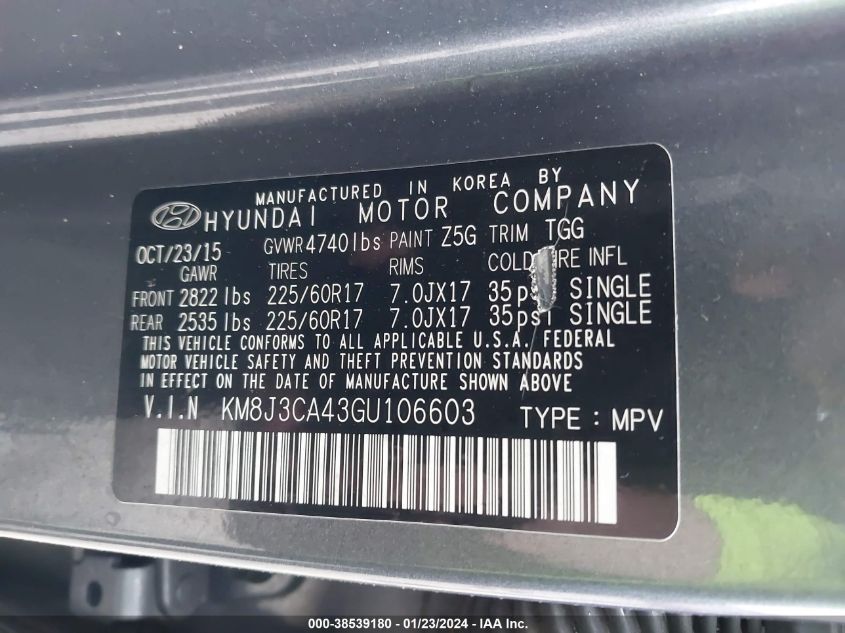 MANUFACTURED IN KOREA BY
HYUNDAI MOTOR COMPANY
OCT/23/15 GVWR 4740lbs PAINT Z5G TRIM TGG
GAWR TIRES RIMS COLD INFL
FRONT 2822 lbs 225/60R17 7.0JX17 35 SINGLE
REAR 2535 lbs 225/60R17 7.0JX17 35psi SINGLE
THIS VEHICLE CONFORMS TO ALL APPLICABLE U.S.A. FEDERAL
MOTOR VEHICLE SAFETY AND THEFT PREVENTION STANDARDS
IN EFFECT ON THE DATE OF MANUFACTURE SHOWN ABOVE
V.I.N KM8J3CA43GU106603 TYPE : MPV
000-38539180 - 01/23/2024 - IAA Inc.